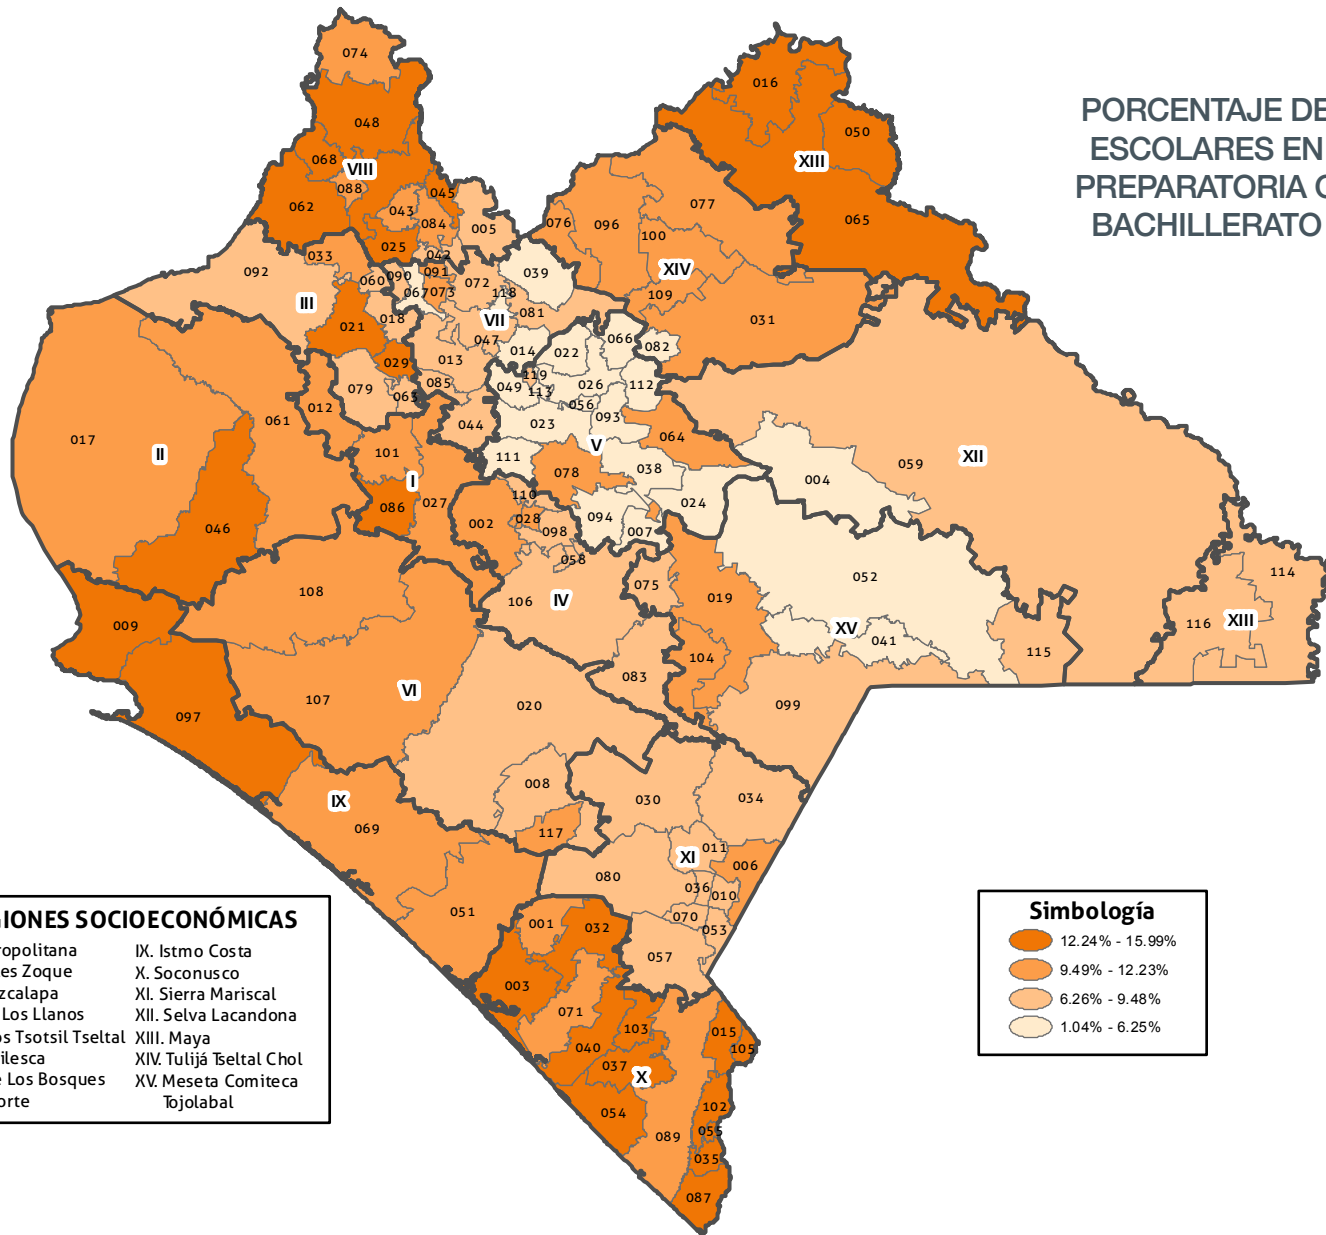 PORCENTAJE DE
ESCOLARES EN
PREPARATORIA O
BACHILLERATO
074
016
048
050
068
VIII
XIII
088
045
062
043
084
005
076
096
077
065
025
100
042
033
092
060
090
091
039
XIV
072
067
073
118
109
III
018
081
021
VII
031
047
066
082
014
022
029
013
119
079
085
049
113
026
112
063
056
012
093
061
044
023
064
017
II
V
101
111
038
XII
059
I
078
004
110
024
086
027
046
002
028
094
098
007
058
114
052
075
108
106
IV
019
009
116
XIII
XV
041
115
104
083
107
VI
020
099
097
008
030
034
IX
069
117
011
XI
006
080
036
010
051
001
070
032
053
057
003
071
103
015
040
105
037
X
054
102
089
055
035
087
GIONES SOCIOECONÓMICAS
ropolitana
IX. Istmo Costa
es Zoque
X. Soconusco
zcalapa
XI. Sierra Mariscal
Los Llanos
XII. Selva Lacandona
os Tsotsil Tseltal
XIII. Maya
ilesca
XIV. Tulijá Tseltal Chol
e Los Bosques
XV. Meseta Comiteca
orte
Tojolabal
Simbología
12.24% - 15.99%
9.49% - 12.23%
6.26% - 9.48%
1.04% - 6.25%